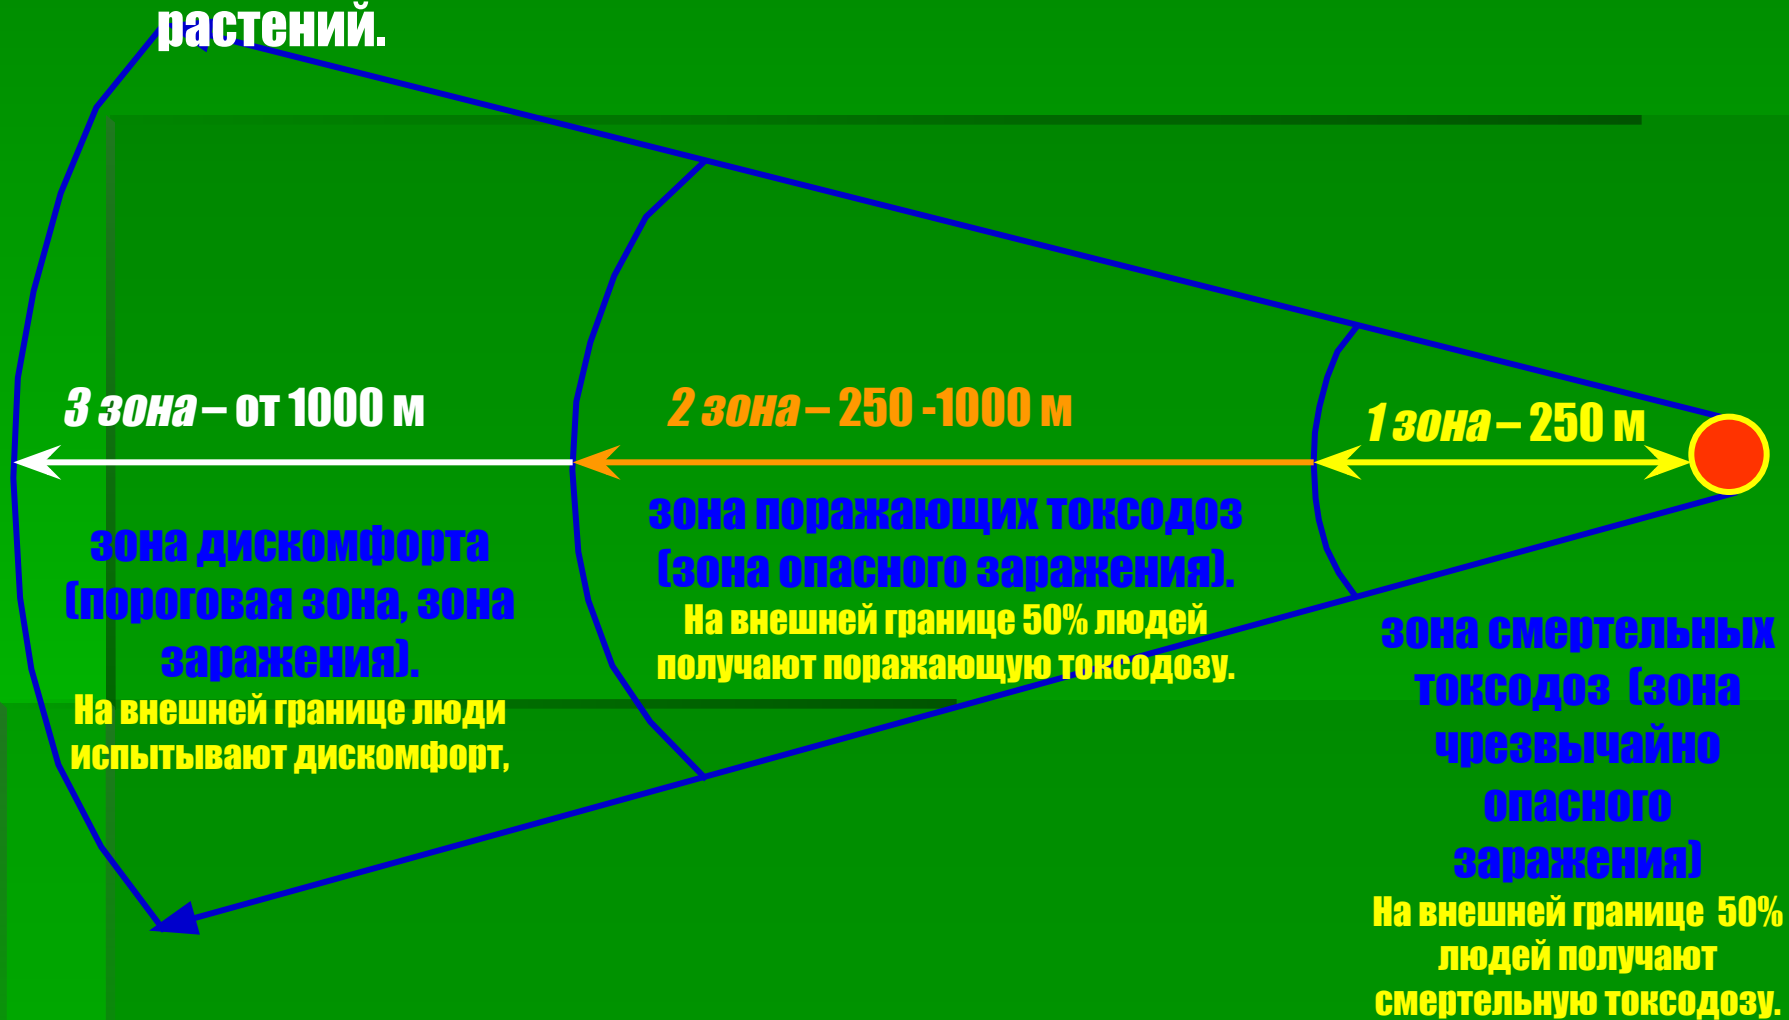 растений.
3 зона – от 1000 м
2 зона – 250 -1000 м
1 зона – 250 м
зона дискомфорта
(пороговая зона, зона
заражения).
На внешней границе люди
испытывают дискомфорт,
зона поражающих токсодоз
(зона опасного заражения).
На внешней границе 50% людей
получают поражающую токсодозу.
зона смертельных
токсодоз (зона
чрезвычайно
опасного
заражения)
На внешней границе 50%
людей получают
смертельную токсодозу.